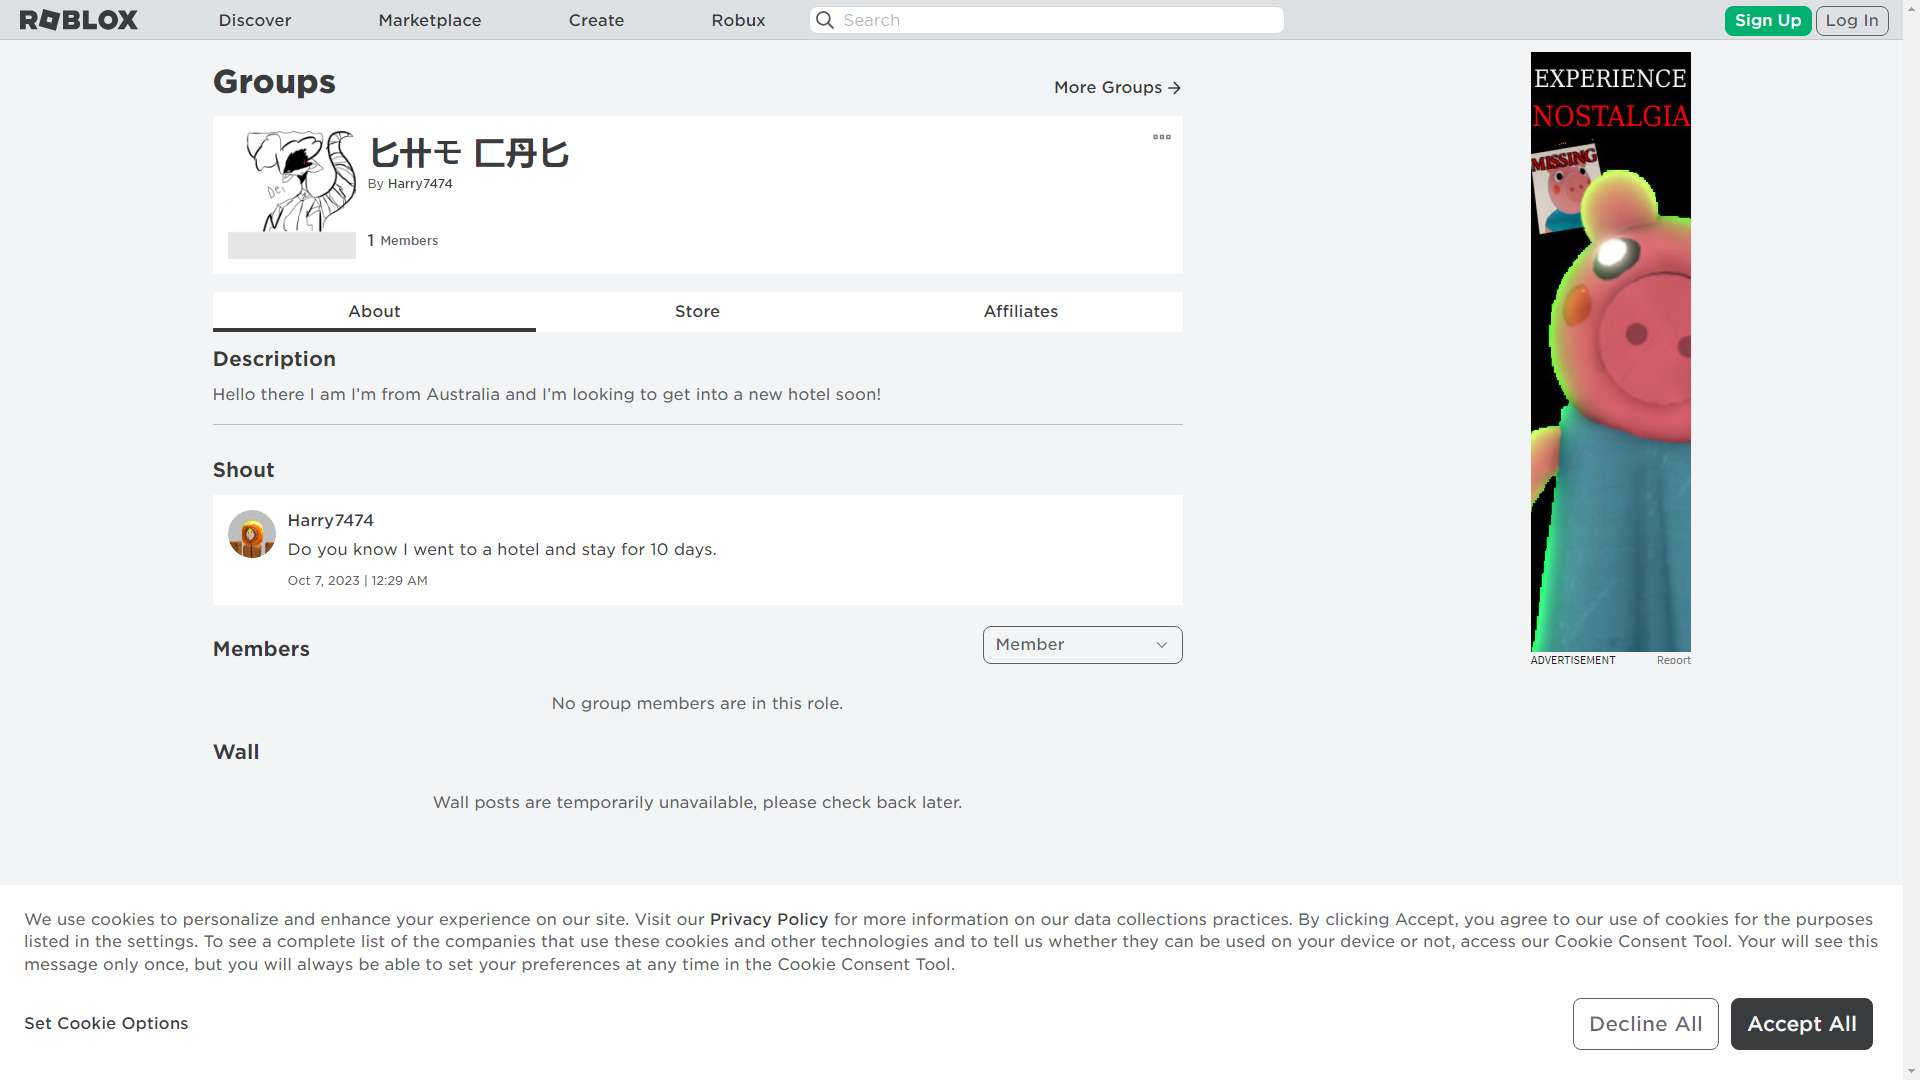 ROBLOX
Discover
Marketplace
Create
Robux
Search
Sign Up
Log In
Groups
More Groups
匕卄モ 匚丹匕
By Harry7474
1 Members
About
Store
Affiliates
Description
Hello there I am I’m from Australia and I’m looking to get into a new hotel soon!
Shout
Harry7474
Do you know I went to a hotel and stay for 10 days.
Oct 7, 2023 | 12:29 AM
Members
Member
No group members are in this role.
Wall
Wall posts are temporarily unavailable, please check back later.
EXPERIENCE
NOSTALGIA
MISSING
ADVERTISEMENT
Report
We use cookies to personalize and enhance your experience on our site. Visit our Privacy Policy for more information on our data collections practices. By clicking Accept, you agree to our use of cookies for the purposes
listed in the settings. To see a complete list of the companies that use these cookies and other technologies and to tell us whether they can be used on your device or not, access our Cookie Consent Tool. Your will see this
message only once, but you will always be able to set your preferences at any time in the Cookie Consent Tool.
Set Cookie Options
Decline All
Accept All